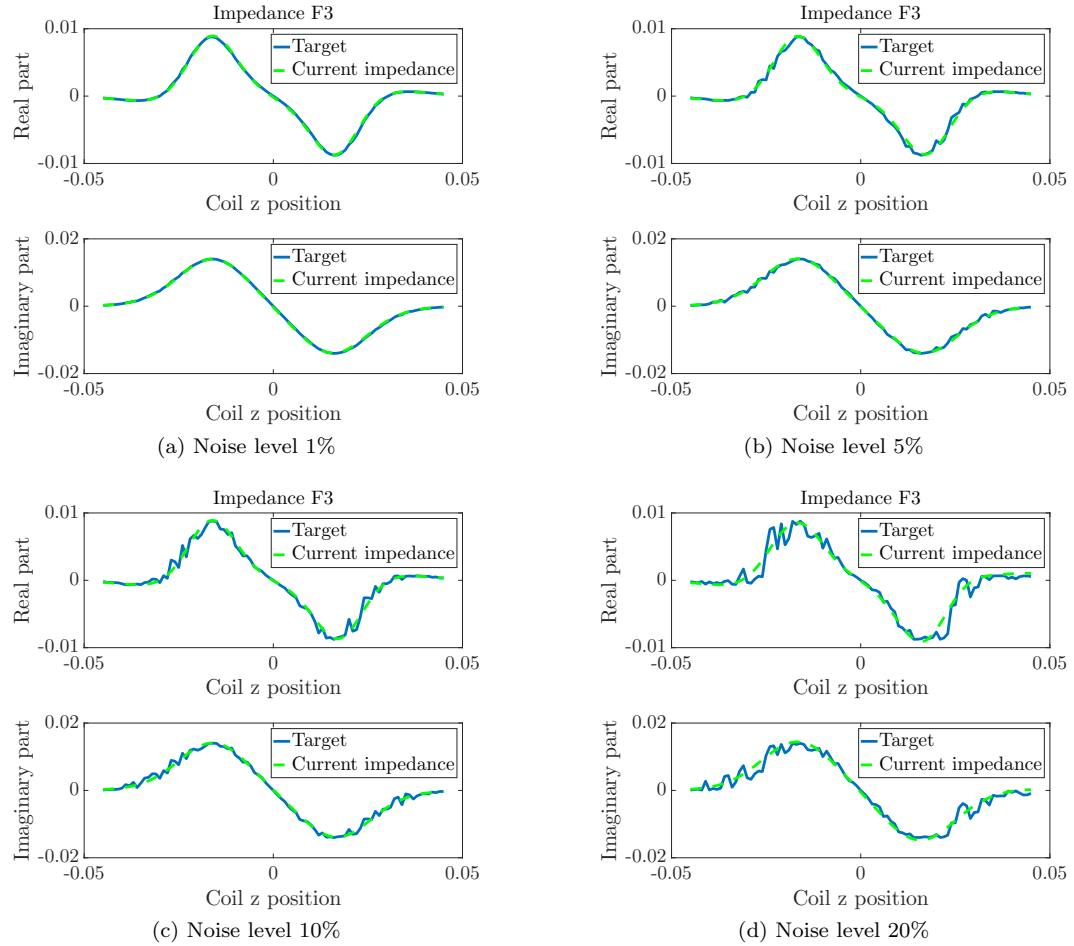 Impedance F3
0.01
Target
Current impedance
Real part
0
-0.01
-0.05
0
0.05
Coil z position
0.02
Target
Current impedance
Imaginary part
0
-0.02
-0.05
0
0.05
Coil z position
(a) Noise level 1%
Impedance F3
0.01
Target
Current impedance
Real part
0
-0.01
-0.05
0
0.05
Coil z position
0.02
Target
Current impedance
Imaginary part
0
-0.02
-0.05
0
0.05
Coil z position
(b) Noise level 5%
Impedance F3
0.01
Target
Current impedance
Real part
0
-0.01
-0.05
0
0.05
Coil z position
0.02
Target
Current impedance
Imaginary part
0
-0.02
-0.05
0
0.05
Coil z position
(c) Noise level 10%
Impedance F3
0.01
Target
Current impedance
Real part
0
-0.01
-0.05
0
0.05
Coil z position
0.02
Target
Current impedance
Imaginary part
0
-0.02
-0.05
0
0.05
Coil z position
(d) Noise level 20%